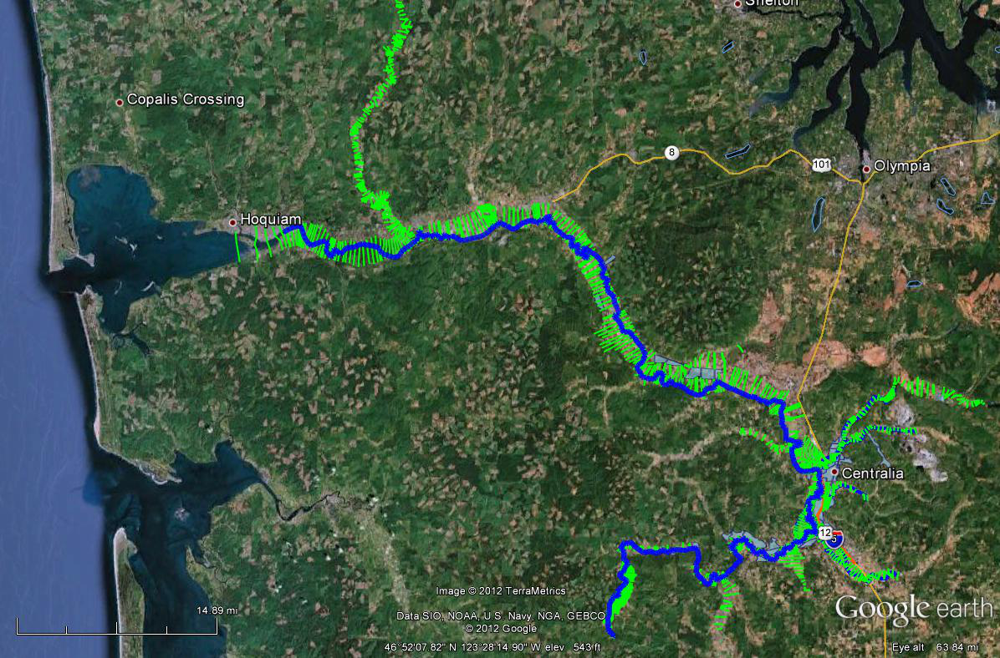 Shelton
Copalis Crossing
8
101
Olympia
Hoquiam
Centralia
12
5
Image © 2012 TerraMetrics
Google earth
14.89 mi
Data SIO, NOAA, U.S. Navy, NGA, GEBCO
© 2012 Google
46°52'07.82" N 123°28'14.90" W elev 543 ft
Eye alt 63.84 mi